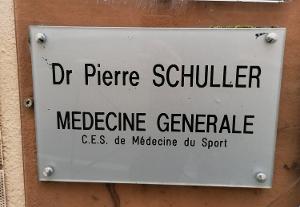 Dr Pierre SCHULLER
MEDECINE GENERALE
C.E.S. de Médecine du Sport